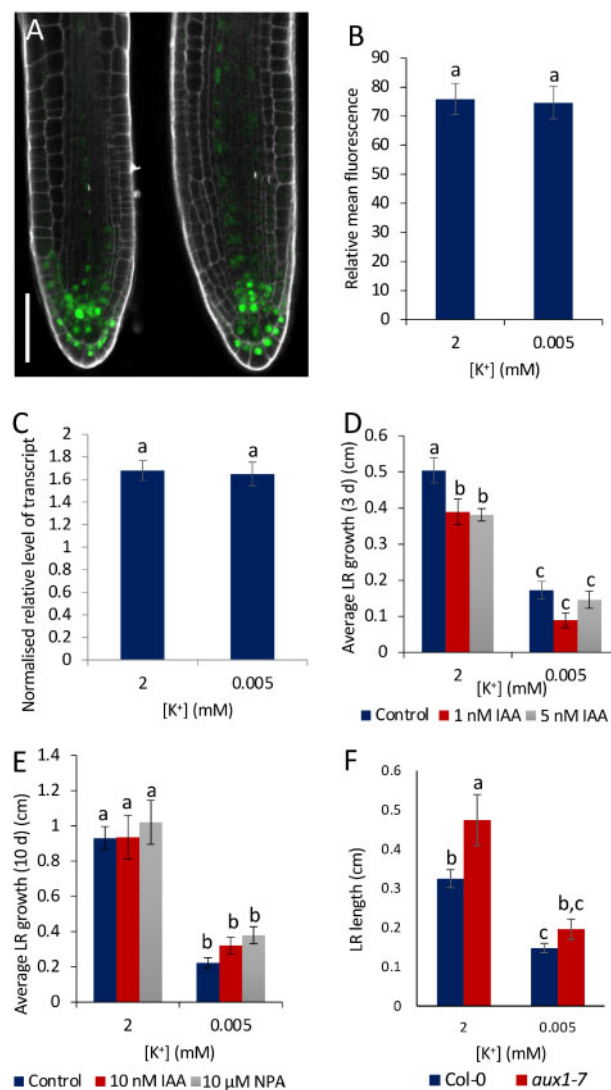 A
B
Relative mean fluorescence
90
80
70
60
50
40
30
20
10
0
a
a
2
0.005
[K⁺] (mM)
C
Normalised relative level of transcript
2
1.8
1.6
1.4
1.2
1
0.8
0.6
0.4
0.2
0
a
a
2
0.005
[K⁺] (mM)
D
Average LR growth (3 d) (cm)
0.6
0.5
0.4
0.3
0.2
0.1
0
a
b
b
c
c
c
2
0.005
[K⁺] (mM)
Control 1 nM IAA 5 nM IAA
E
Average LR growth (10 d) (cm)
1.4
1.2
1
0.8
0.6
0.4
0.2
0
a
a
a
b
b
b
2
0.005
[K⁺] (mM)
Control 10 nM IAA 10 µM NPA
F
LR length (cm)
0.6
0.5
0.4
0.3
0.2
0.1
0
b
a
c
b,c
2
0.005
[K⁺] (mM)
Col-0 aux1-7